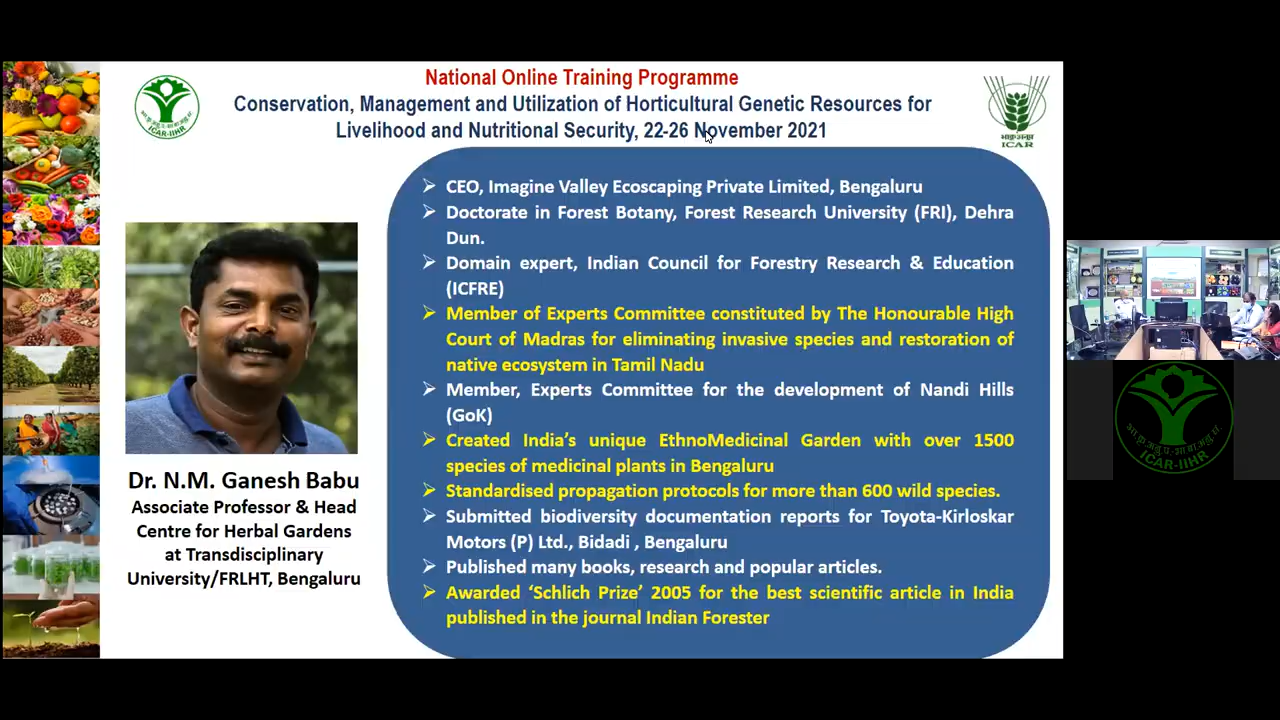 National Online Training Programme
Conservation, Management and Utilization of Horticultural Genetic Resources for
Livelihood and Nutritional Security, 22-26 November 2021
ICAR-IIHR
ICAR
➢ CEO, Imagine Valley Ecoscaping Private Limited, Bengaluru
➢ Doctorate in Forest Botany, Forest Research University (FRI), Dehra
Dun.
➢ Domain expert, Indian Council for Forestry Research & Education
(ICFRE)
➢ Member of Experts Committee constituted by The Honourable High
Court of Madras for eliminating invasive species and restoration of
native ecosystem in Tamil Nadu
➢ Member, Experts Committee for the development of Nandi Hills
(GoK)
➢ Created India’s unique EthnoMedicinal Garden with over 1500
species of medicinal plants in Bengaluru
➢ Standardised propagation protocols for more than 600 wild species.
➢ Submitted biodiversity documentation reports for Toyota-Kirloskar
Motors (P) Ltd., Bidadi , Bengaluru
➢ Published many books, research and popular articles.
➢ Awarded ‘Schlich Prize’ 2005 for the best scientific article in India
published in the journal Indian Forester
Dr. N.M. Ganesh Babu
Associate Professor & Head
Centre for Herbal Gardens
at Transdisciplinary
University/FRLHT, Bengaluru
ICAR-IIHR